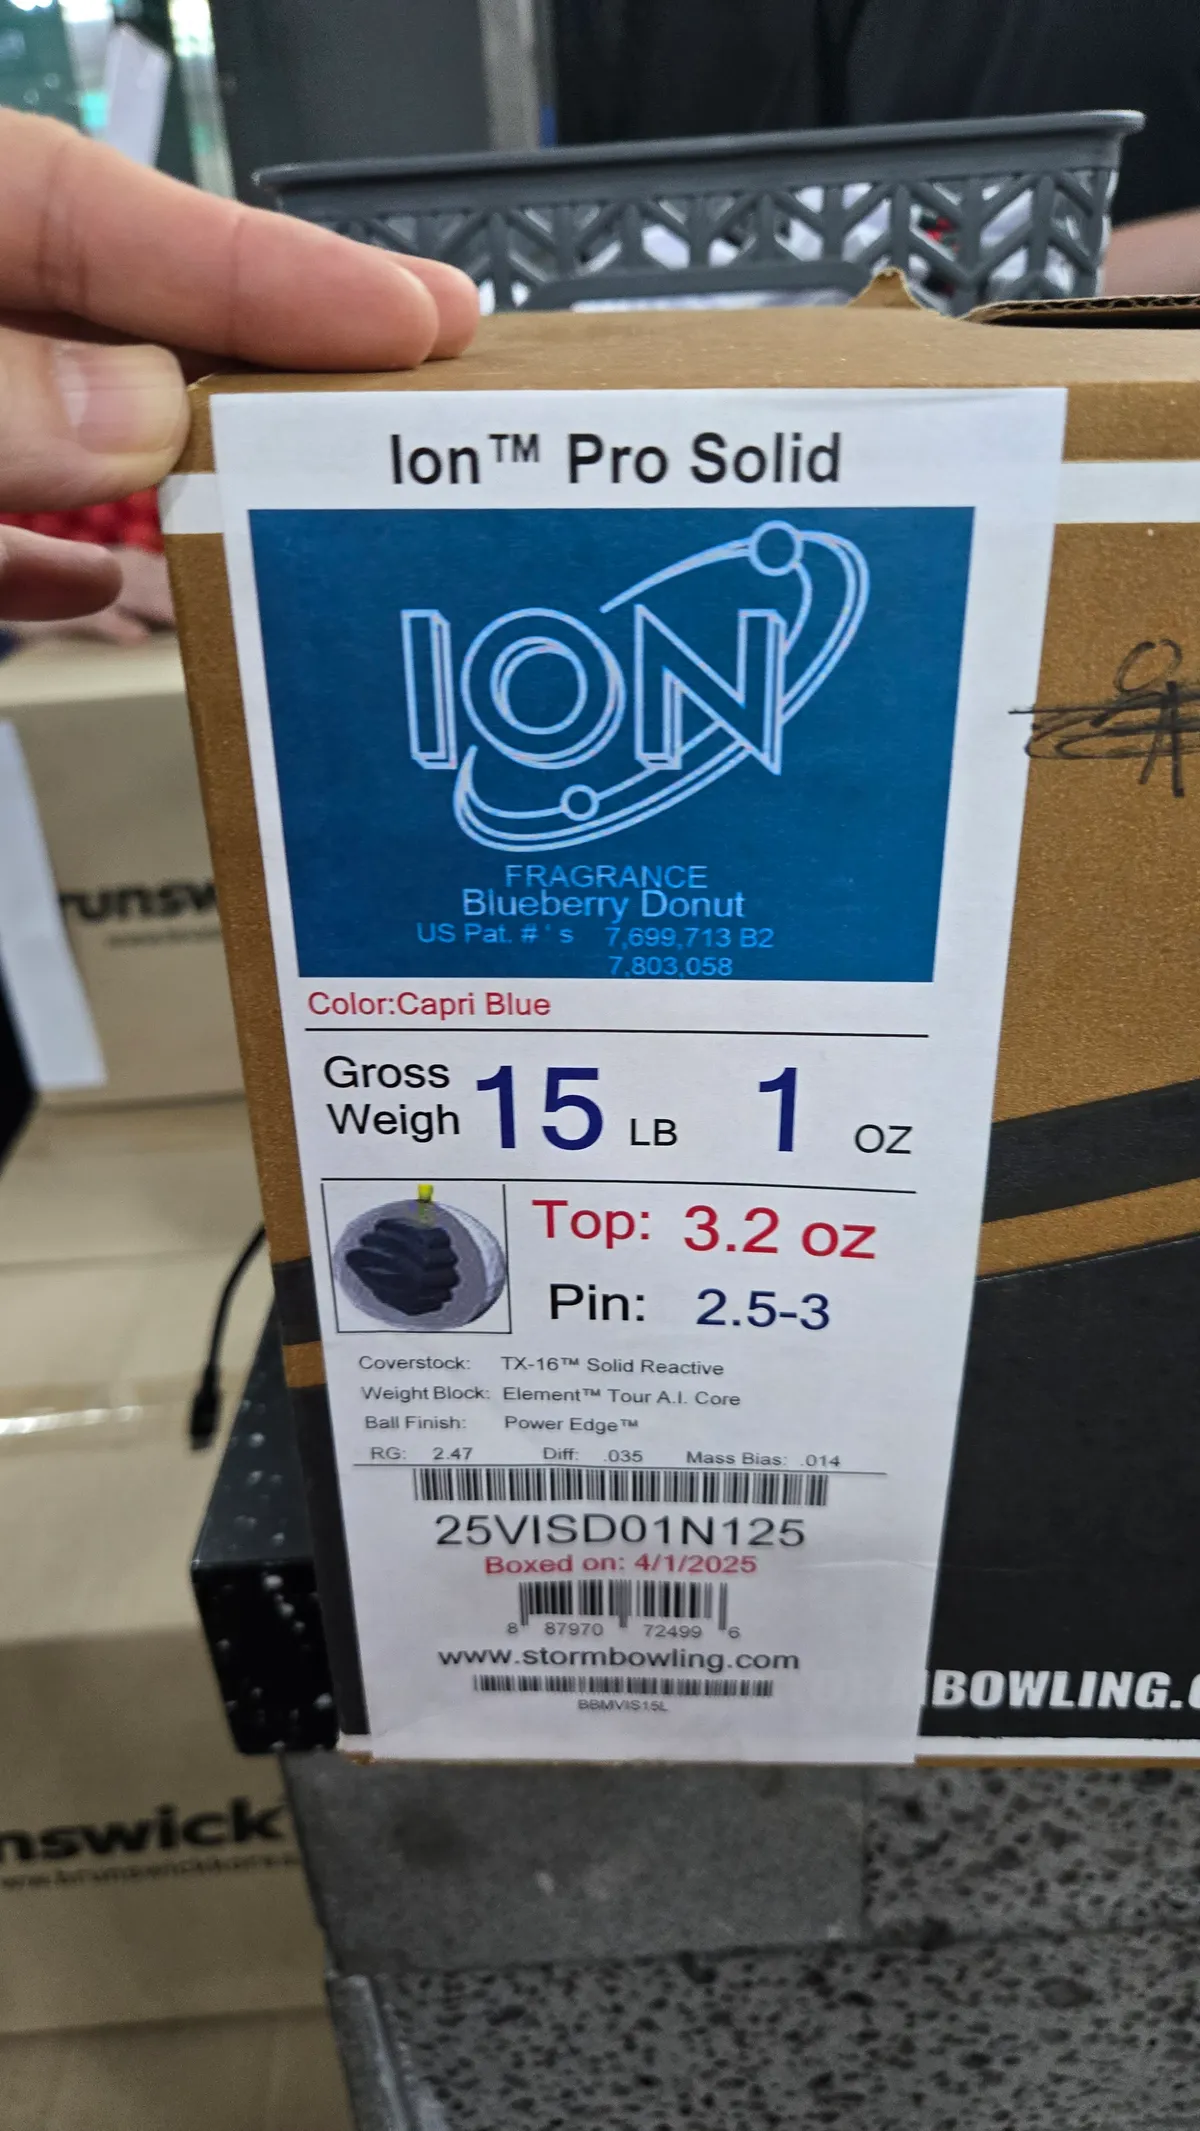 Ion™ Pro Solid
ION
FRAGRANCE
Blueberry Donut
US Pat. #'s 7,699,713 B2
7,803,058
Color:Capri Blue
Gross
Weigh 15 LB 1 OZ
Top: 3.2 oz
Pin: 2.5-3
Coverstock: TX-16™ Solid Reactive
Weight Block: Element™ Tour A.I. Core
Ball Finish: Power Edge™
RG: 2.47 Diff: .035 Mass Bias: .014
25VISD01N125
Boxed on: 4/1/2025
8 87970 72499 6
www.stormbowling.com
BBMVIS15L
BOWLING.
runsw
nswick